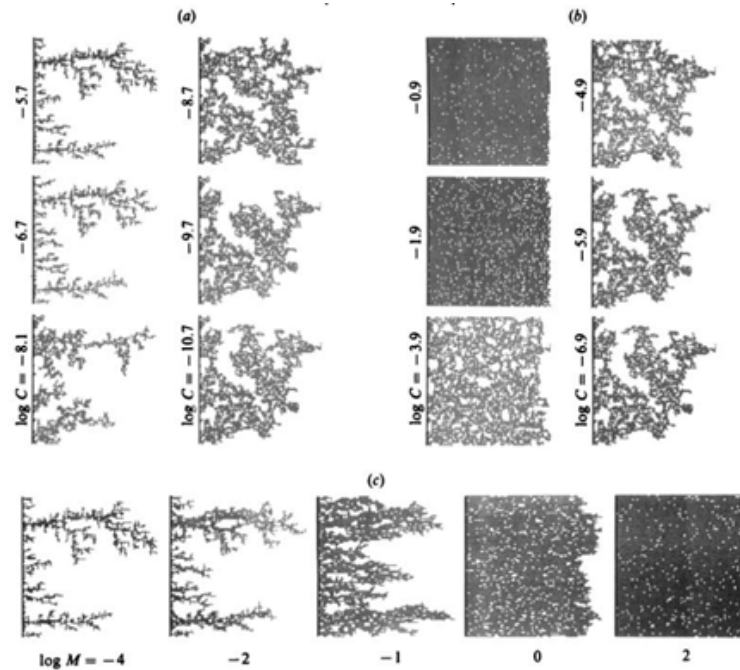 (a)
(b)
−5.7
−8.7
−0.9
−4.9
−6.7
−9.7
−1.9
−5.9
log C = −8.1
log C = −10.7
log C = −3.9
log C = −6.9
(c)
log M = −4
−2
−1
0
2